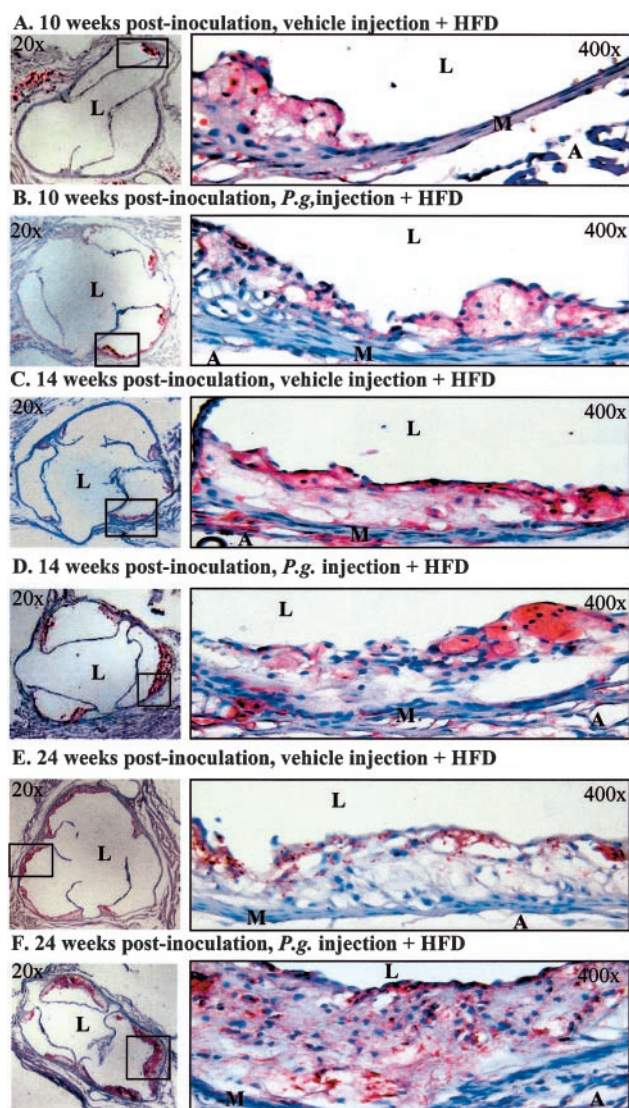 A. 10 weeks post-inoculation, vehicle injection + HFD
20x
L
L
400x
M
A
B. 10 weeks post-inoculation, P.g, injection + HFD
20x
L
L
400x
A
M
C. 14 weeks post-inoculation, vehicle injection + HFD
20x
L
L
400x
A
M
D. 14 weeks post-inoculation, P.g. injection + HFD
20x
L
L
400x
M
A
E. 24 weeks post-inoculation, vehicle injection + HFD
20x
L
L
400x
M
A
F. 24 weeks post-inoculation, P.g. injection + HFD
20x
L
L
400x
M
A